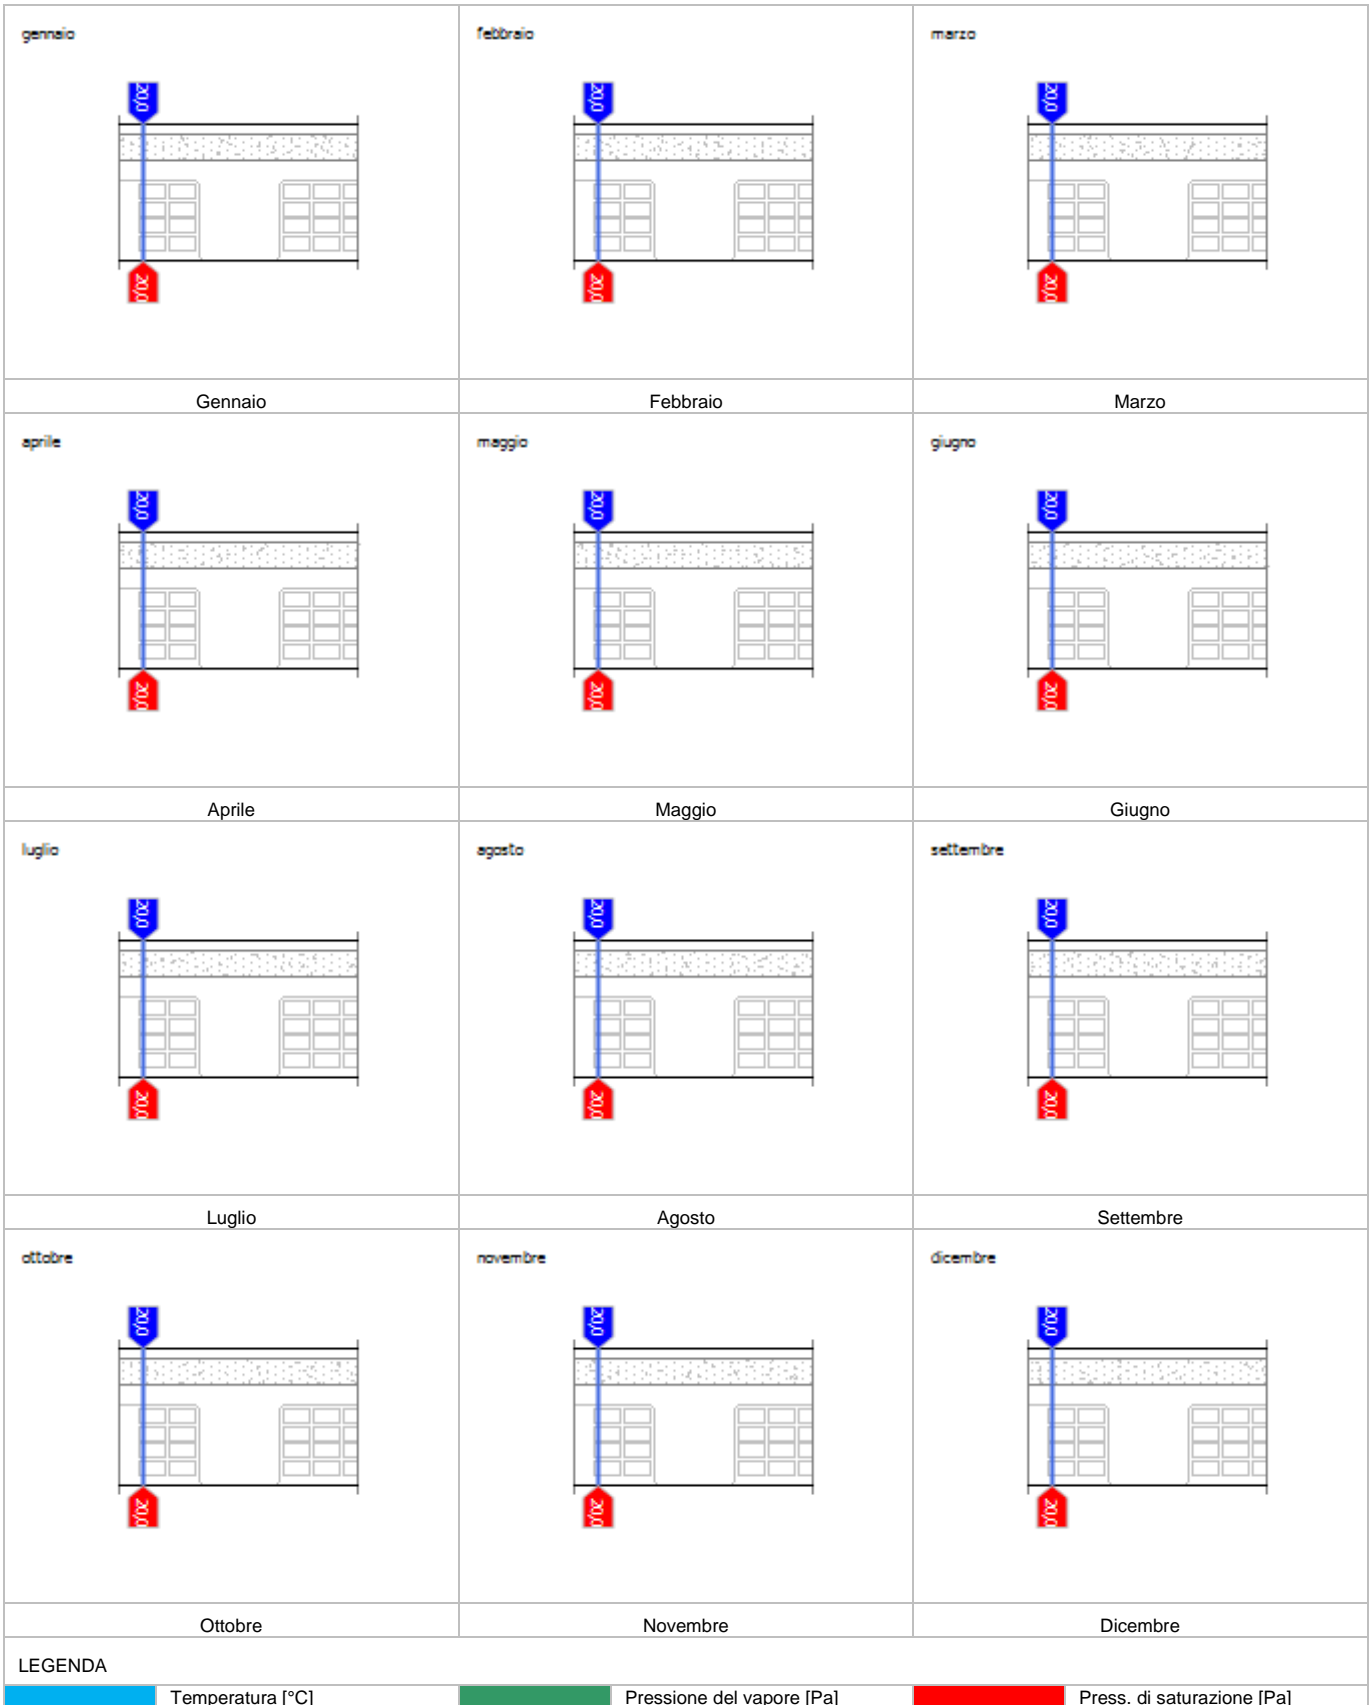 gennaio
febbraio
marzo
20,0
20,0
20,0
20,0
20,0
20,0
Gennaio
Febbraio
Marzo
aprile
maggio
giugno
20,0
20,0
20,0
20,0
20,0
20,0
Aprile
Maggio
Giugno
luglio
agosto
settembre
20,0
20,0
20,0
20,0
20,0
20,0
Luglio
Agosto
Settembre
ottobre
novembre
dicembre
20,0
20,0
20,0
20,0
20,0
20,0
Ottobre
Novembre
Dicembre
LEGENDA
Temperatura [°C]
Pressione del vapore [Pa]
Press. di saturazione [Pa]